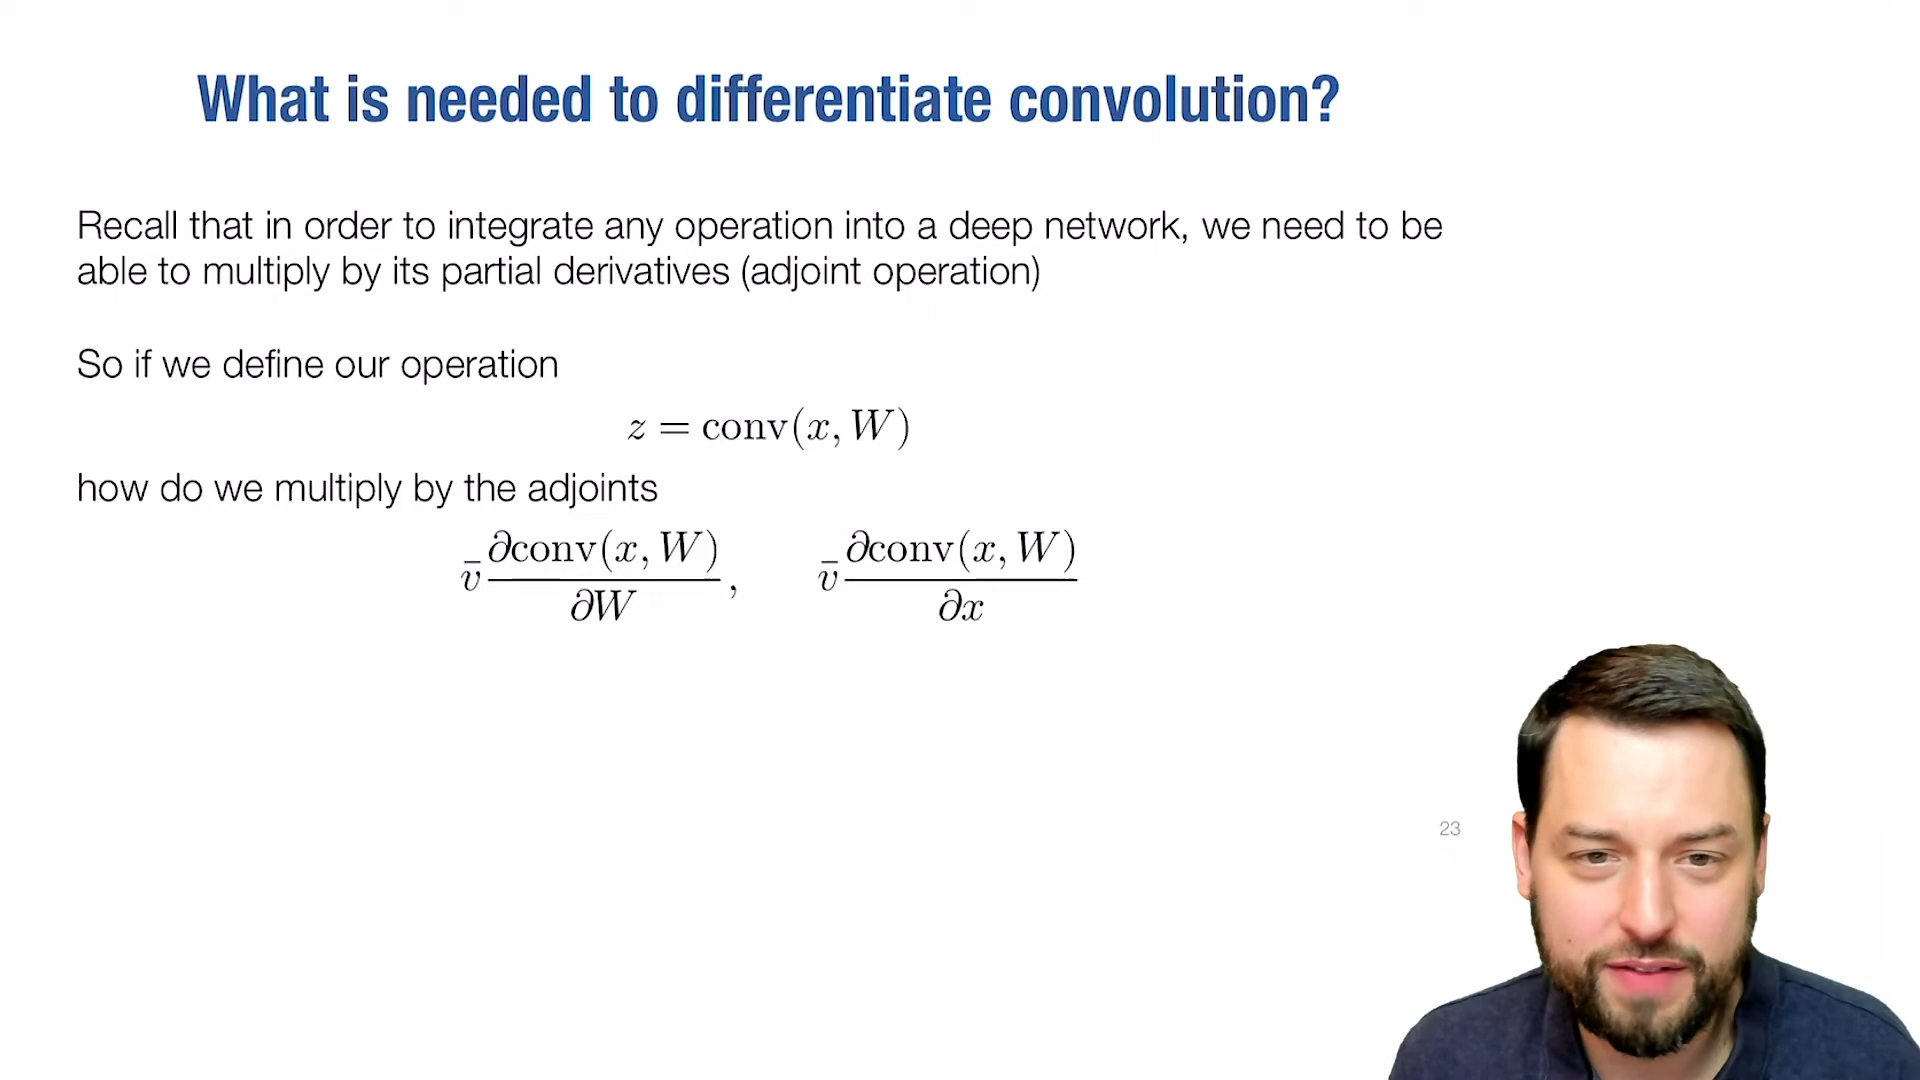 What is needed to differentiate convolution?
Recall that in order to integrate any operation into a deep network, we need to be
able to multiply by its partial derivatives (adjoint operation)
So if we define our operation
z = conv(x, W)
how do we multiply by the adjoints
v̄ ∂conv(x, W)/∂W, v̄ ∂conv(x, W)/∂x
23